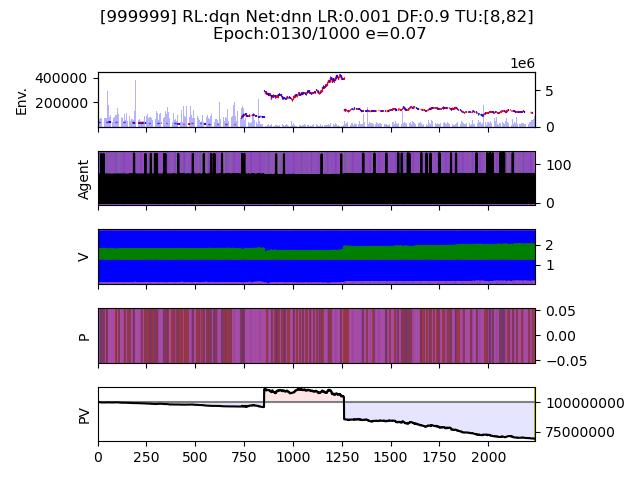 [999999] RL:dqn Net:dnn LR:0.001 DF:0.9 TU:[8,82]
Epoch:0130/1000 e=0.07
1e6
Env.
400000
200000
5
0
Agent
100
0
V
2
1
P
0.05
0.00
−0.05
PV
100000000
75000000
0 250 500 750 1000 1250 1500 1750 2000